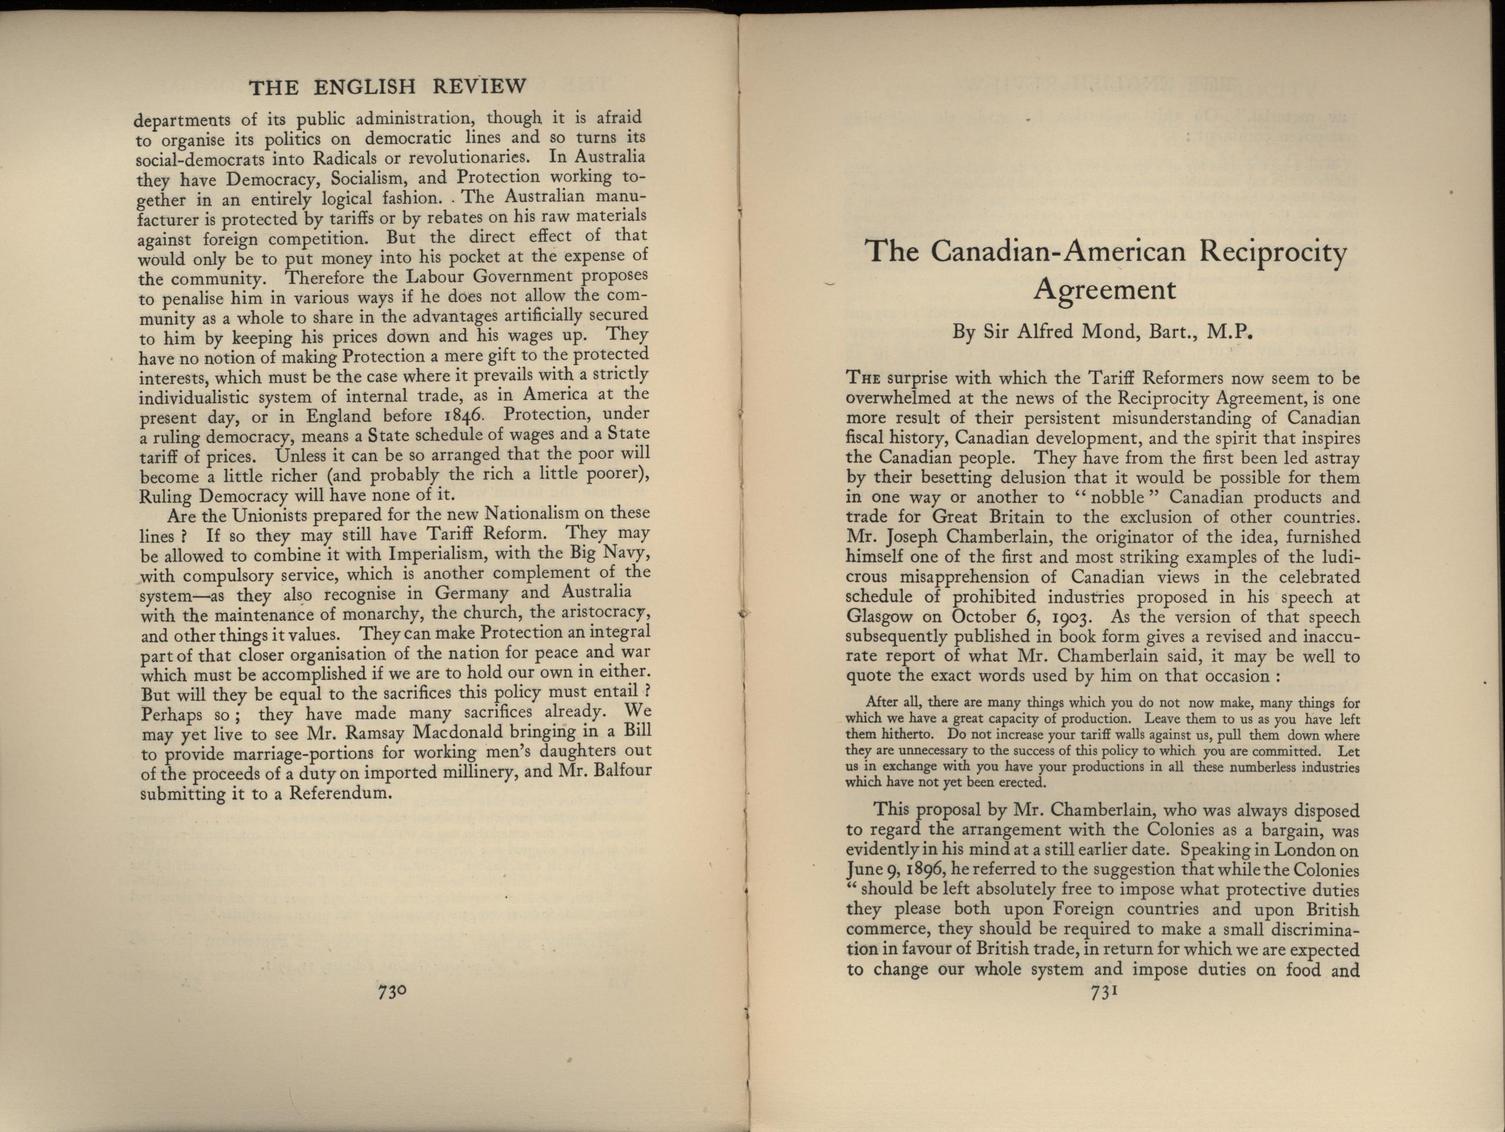 THE ENGLISH REVIEW
departments of its public administration, though it is afraid
to organise its politics on democratic lines and so turns its
social-democrats into Radicals or revolutionaries. In Australia
they have Democracy, Socialism, and Protection working to-
gether in an entirely logical fashion. . The Australian manu-
facturer is protected by tariffs or by rebates on his raw materials
against foreign competition. But the direct effect of that
would only be to put money into his pocket at the expense of
the community. Therefore the Labour Government proposes
to penalise him in various ways if he does not allow the com-
munity as a whole to share in the advantages artificially secured
to him by keeping his prices down and his wages up. They
have no notion of making Protection a mere gift to the protected
interests, which must be the case where it prevails with a strictly
individualistic system of internal trade, as in America at the
present day, or in England before 1846. Protection, under
a ruling democracy, means a State schedule of wages and a State
tariff of prices. Unless it can be so arranged that the poor will
become a little richer (and probably the rich a little poorer),
Ruling Democracy will have none of it.
Are the Unionists prepared for the new Nationalism on these
lines ? If so they may still have Tariff Reform. They may
be allowed to combine it with Imperialism, with the Big Navy,
with compulsory service, which is another complement of the
system—as they also recognise in Germany and Australia
with the maintenance of monarchy, the church, the aristocracy,
and other things it values. They can make Protection an integral
part of that closer organisation of the nation for peace and war
which must be accomplished if we are to hold our own in either.
But will they be equal to the sacrifices this policy must entail ?
Perhaps so ; they have made many sacrifices already. We
may yet live to see Mr. Ramsay Macdonald bringing in a Bill
to provide marriage-portions for working men's daughters out
of the proceeds of a duty on imported millinery, and Mr. Balfour
submitting it to a Referendum.
730
The Canadian-American Reciprocity
Agreement
By Sir Alfred Mond, Bart., M.P.
THE surprise with which the Tariff Reformers now seem to be
overwhelmed at the news of the Reciprocity Agreement, is one
more result of their persistent misunderstanding of Canadian
fiscal history, Canadian development, and the spirit that inspires
the Canadian people. They have from the first been led astray
by their besetting delusion that it would be possible for them
in one way or another to " nobble " Canadian products and
trade for Great Britain to the exclusion of other countries.
Mr. Joseph Chamberlain, the originator of the idea, furnished
himself one of the first and most striking examples of the ludi-
crous misapprehension of Canadian views in the celebrated
schedule of prohibited industries proposed in his speech at
Glasgow on October 6, 1903. As the version of that speech
subsequently published in book form gives a revised and inaccu-
rate report of what Mr. Chamberlain said, it may be well to
quote the exact words used by him on that occasion :
After all, there are many things which you do not now make, many things for
which we have a great capacity of production. Leave them to us as you have left
them hitherto. Do not increase your tariff walls against us, pull them down where
they are unnecessary to the success of this policy to which you are committed. Let
us in exchange with you have your productions in all these numberless industries
which have not yet been erected.
This proposal by Mr. Chamberlain, who was always disposed
to regard the arrangement with the Colonies as a bargain, was
evidently in his mind at a still earlier date. Speaking in London on
June 9, 1896, he referred to the suggestion that while the Colonies
" should be left absolutely free to impose what protective duties
they please both upon Foreign countries and upon British
commerce, they should be required to make a small discrimina-
tion in favour of British trade, in return for which we are expected
to change our whole system and impose duties on food and
731